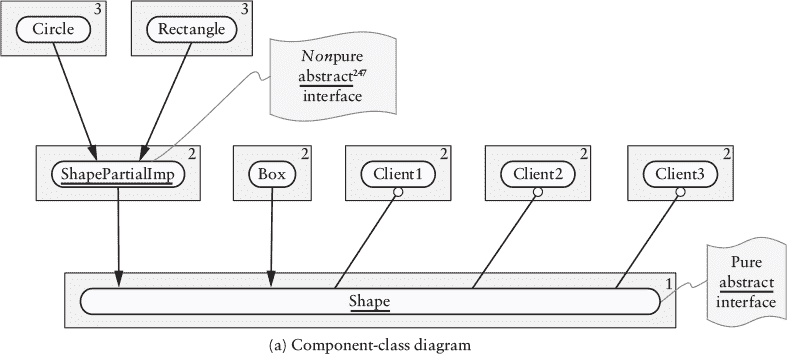 3
Circle
3
Rectangle
Nonpure
abstract²⁴⁷
interface
2
ShapePartialImp
2
Box
2
Client1
2
Client2
2
Client3
1
Shape
Pure
abstract
interface
(a) Component-class diagram